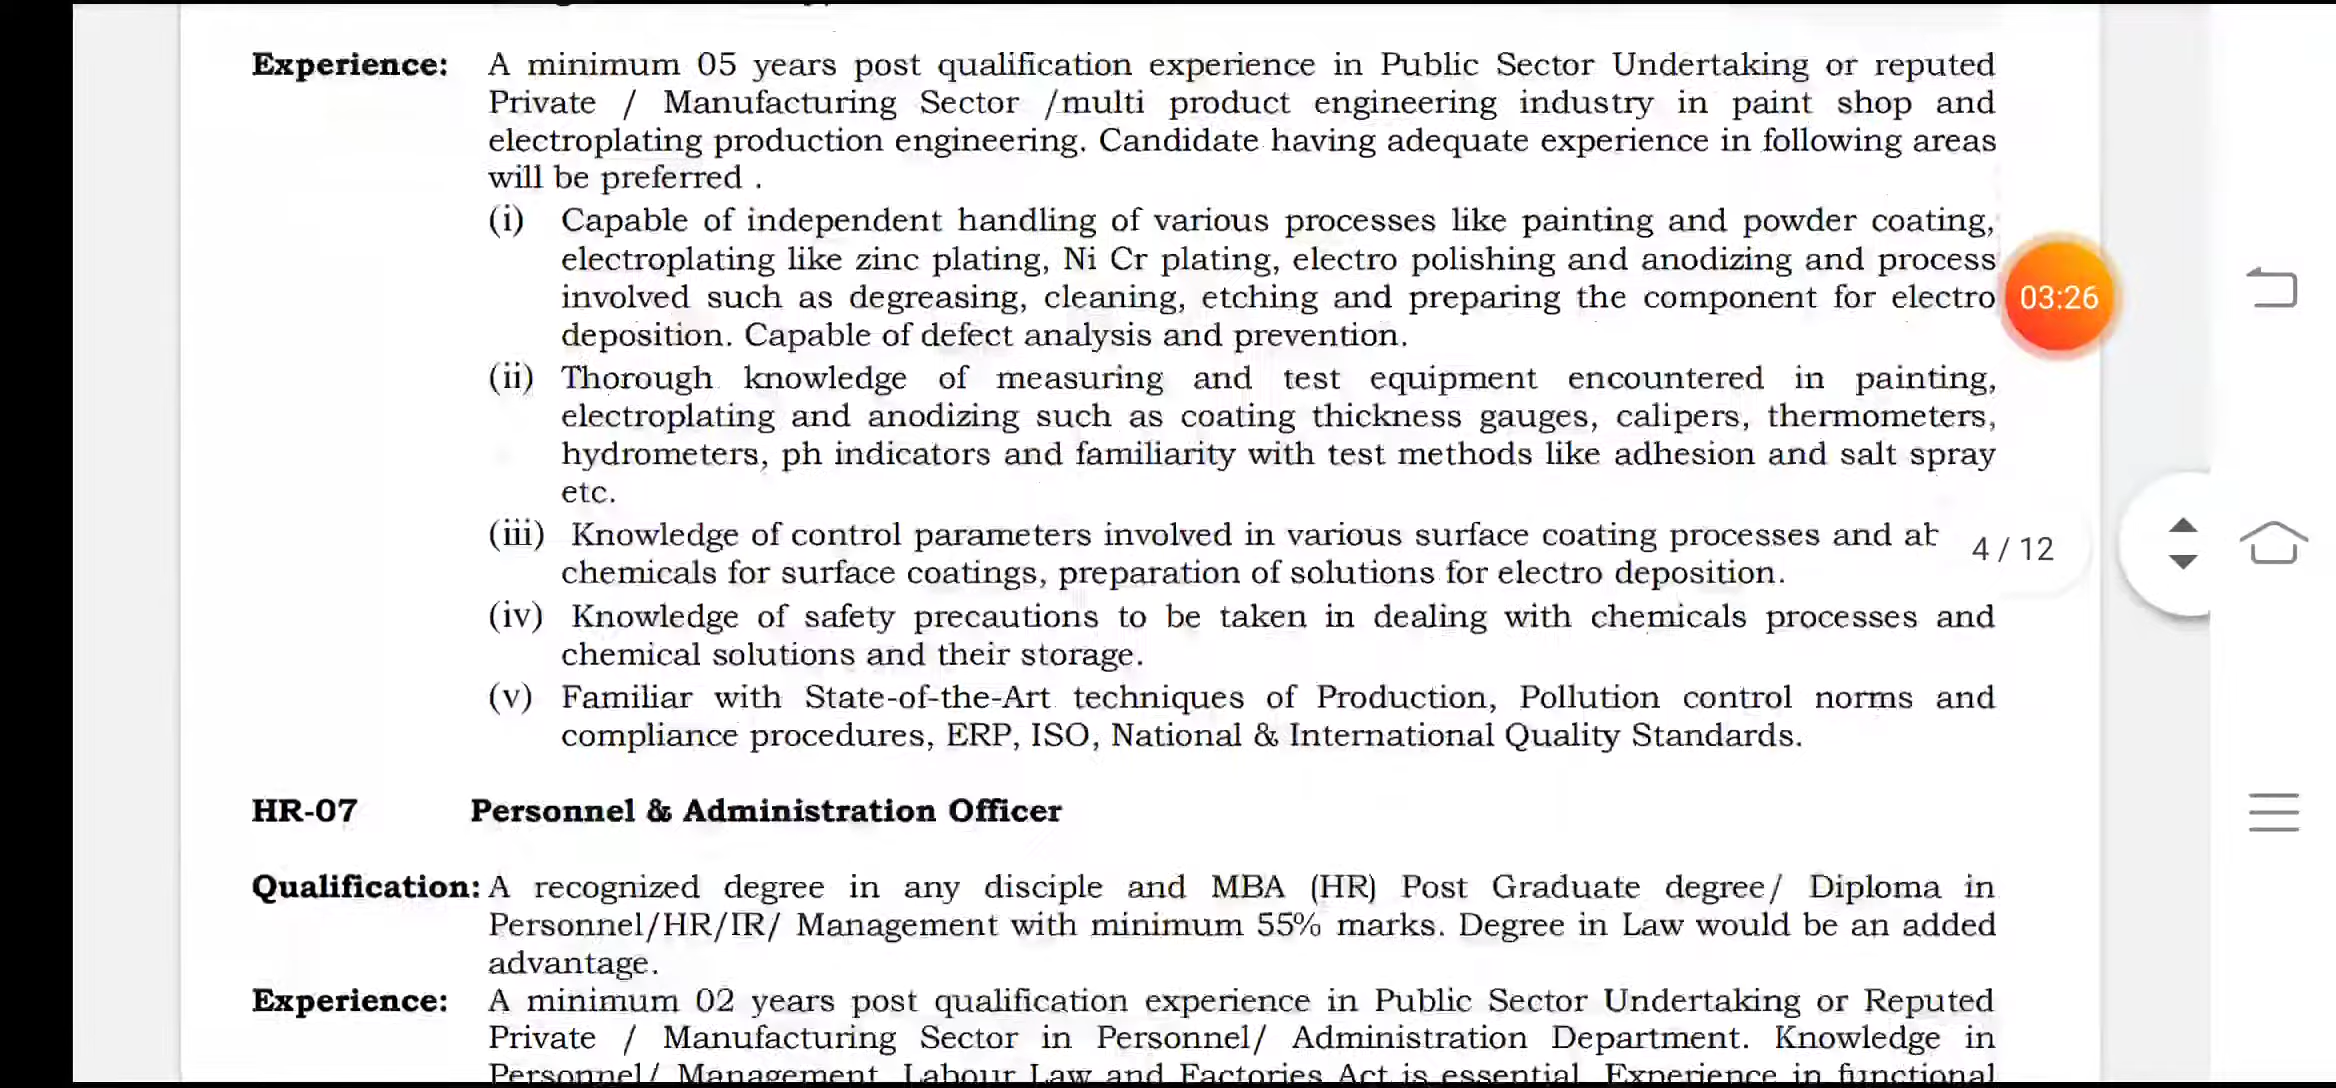 Experience: A minimum 05 years post qualification experience in Public Sector Undertaking or reputed
Private / Manufacturing Sector /multi product engineering industry in paint shop and
electroplating production engineering. Candidate having adequate experience in following areas
will be preferred .
(i) Capable of independent handling of various processes like painting and powder coating,
electroplating like zinc plating, Ni Cr plating, electro polishing and anodizing and process
involved such as degreasing, cleaning, etching and preparing the component for electro
deposition. Capable of defect analysis and prevention.
03:26
(ii) Thorough knowledge of measuring and test equipment encountered in painting,
electroplating and anodizing such as coating thickness gauges, calipers, thermometers,
hydrometers, ph indicators and familiarity with test methods like adhesion and salt spray
etc.
(iii) Knowledge of control parameters involved in various surface coating processes and
4 / 12
chemicals for surface coatings, preparation of solutions for electro deposition.
(iv) Knowledge of safety precautions to be taken in dealing with chemicals processes and
chemical solutions and their storage.
(v) Familiar with State-of-the-Art techniques of Production, Pollution control norms and
compliance procedures, ERP, ISO, National & International Quality Standards.
HR-07 Personnel & Administration Officer
Qualification: A recognized degree in any disciple and MBA (HR) Post Graduate degree/ Diploma in
Personnel/HR/IR/ Management with minimum 55% marks. Degree in Law would be an added
advantage.
Experience: A minimum 02 years post qualification experience in Public Sector Undertaking or Reputed
Private / Manufacturing Sector in Personnel/ Administration Department. Knowledge in
Personnel/ Management Labour Law and Factories Act is essential Experience in functional